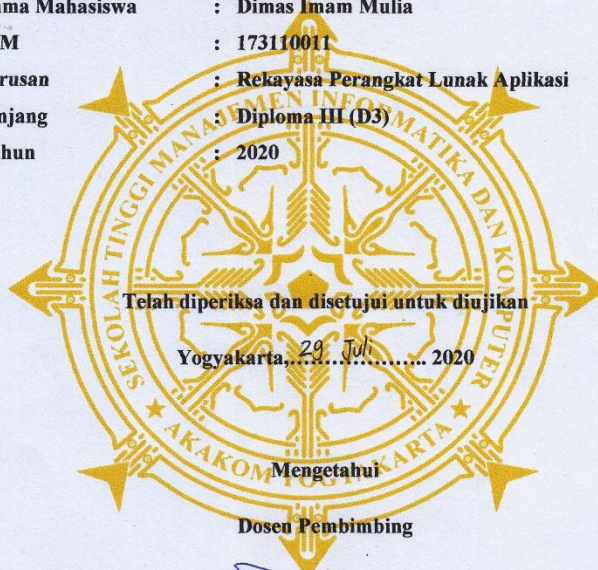 ama Mahasiswa : Dimas Imam Mulia
M : 173110011
rusan : Rekayasa Perangkat Lunak Aplikasi
njang : Diploma III (D3)
hun : 2020
SEKOLAH TINGGI MANAJEMEN INFORMATIKA DAN KOMPUTER
AKAKOM YOGYAKARTA
Telah diperiksa dan disetujui untuk diujikan
Yogyakarta,....29 Juli....... 2020
Mengetahui
Dosen Pembimbing